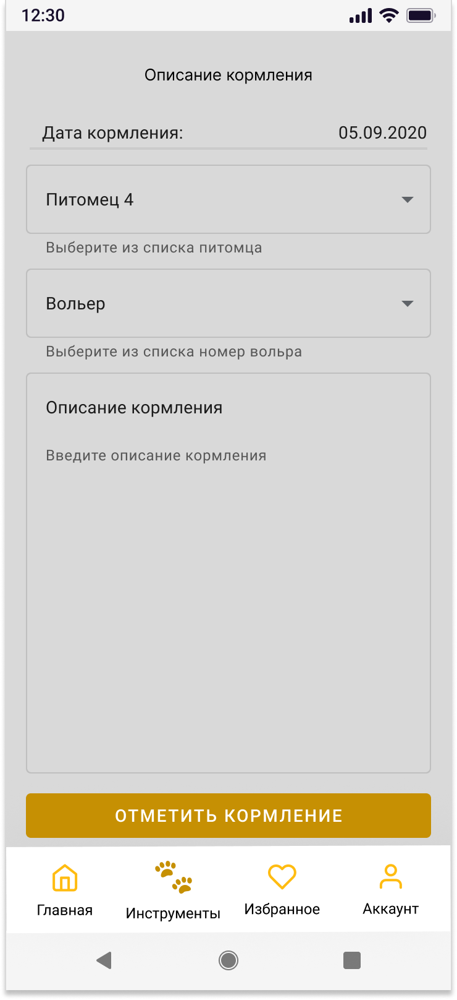 12:30
Описание кормления
Дата кормления: 05.09.2020
Питомец 4
Выберите из списка питомца
Вольер
Выберите из списка номер вольра
Описание кормления
Введите описание кормления
ОТМЕТИТЬ КОРМЛЕНИЕ
Главная Инструменты Избранное Аккаунт